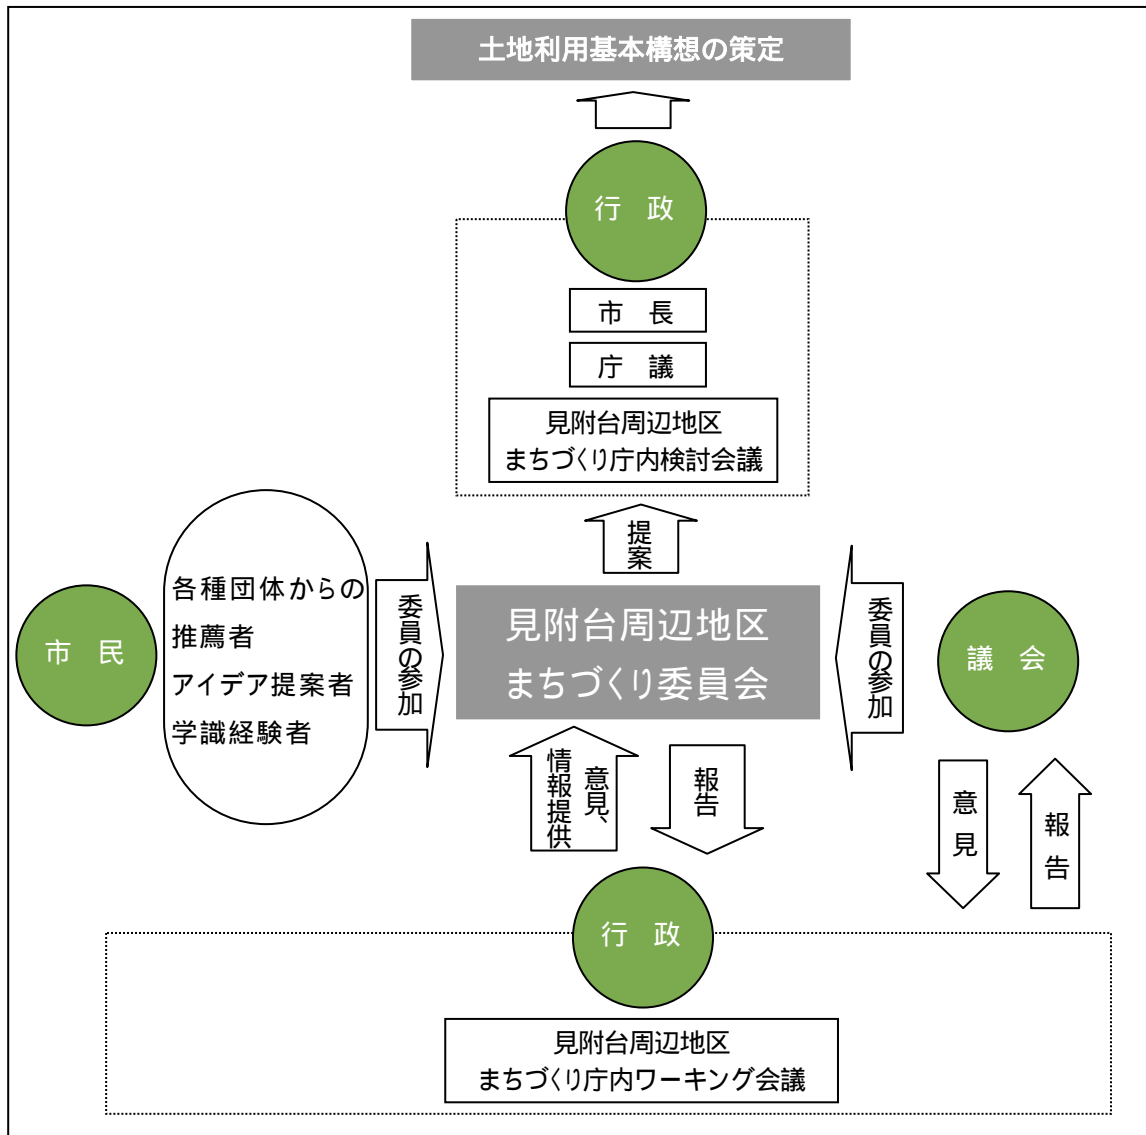 土地利用基本構想の策定
行 政
市 長
庁 議
見附台周辺地区
まちづくり庁内検討会議
提案
各種団体からの
推薦者
アイデア提案者
学識経験者
市 民
委員の参加
見附台周辺地区
まちづくり委員会
委員の参加
議 会
意見、
情報提供
報告
意見
報告
行 政
見附台周辺地区
まちづくり庁内ワーキング会議